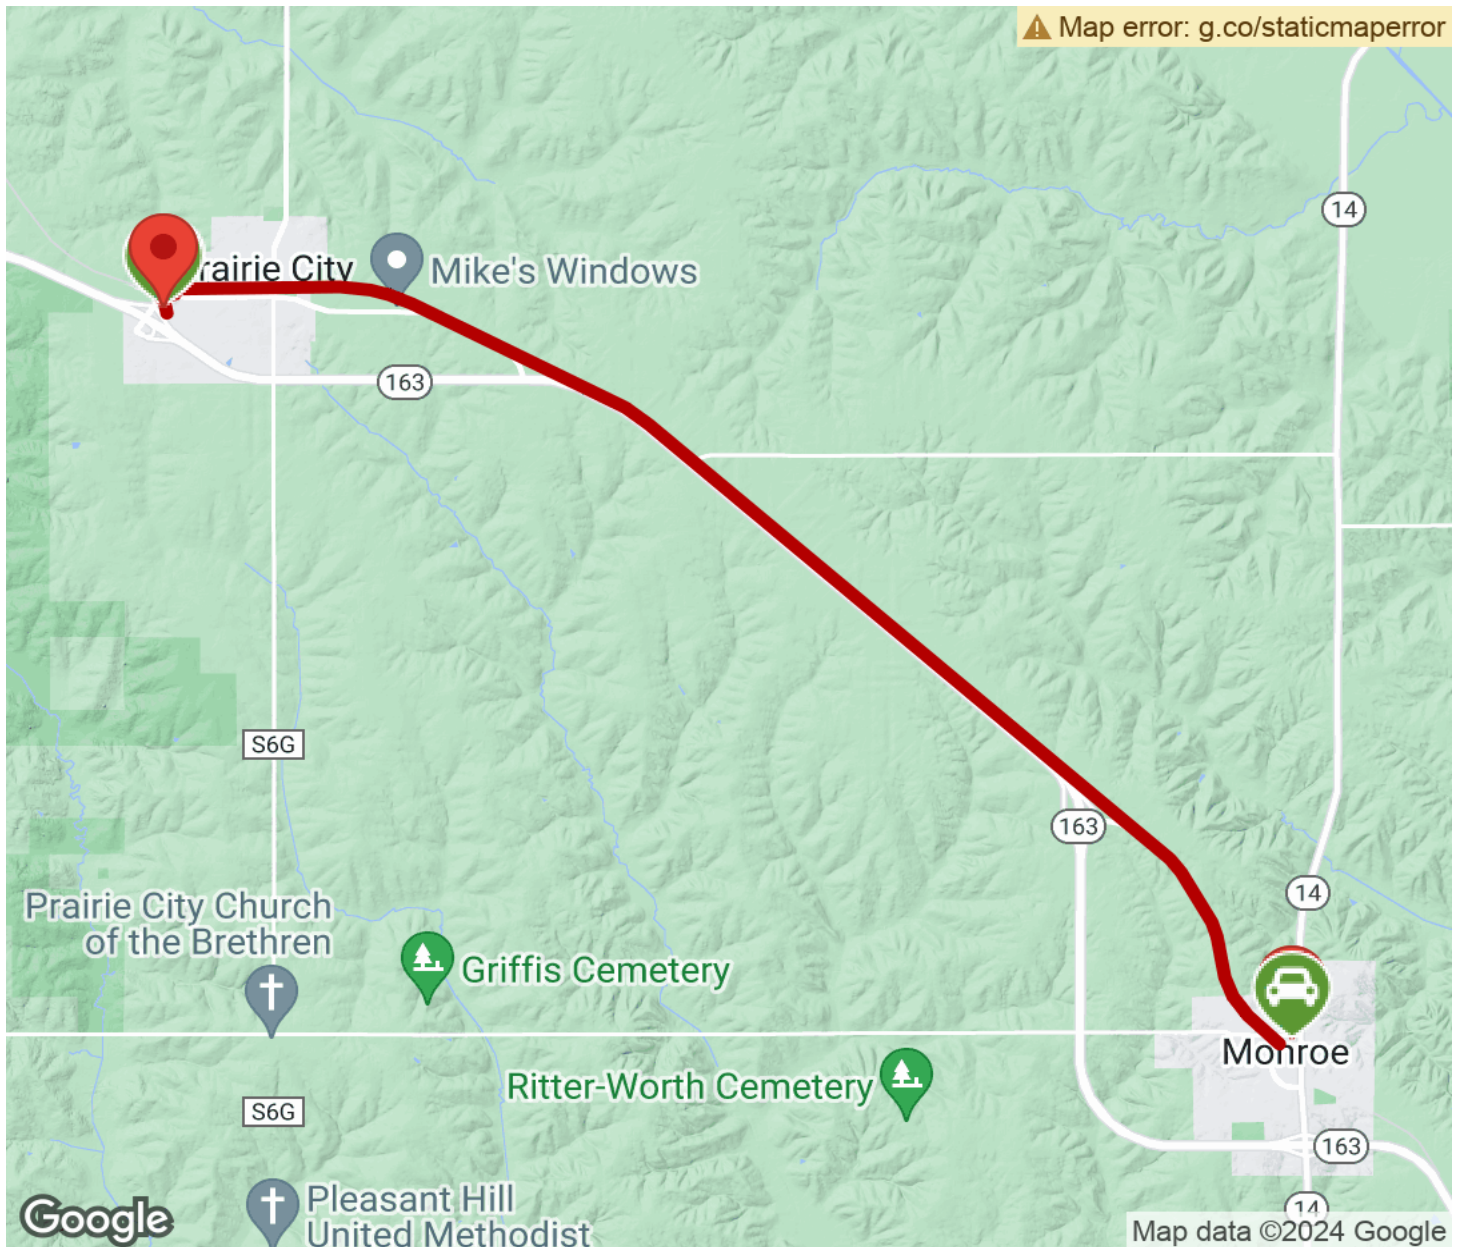 Map error: g.co/staticmaperror
14
rairie City
Mike's Windows
163
S6G
163
14
Prairie City Church
of the Brethren
Griffis Cemetery
Monroe
Ritter-Worth Cemetery
S6G
163
Pleasant Hill
United Methodist
14
Google
Map data ©2024 Google